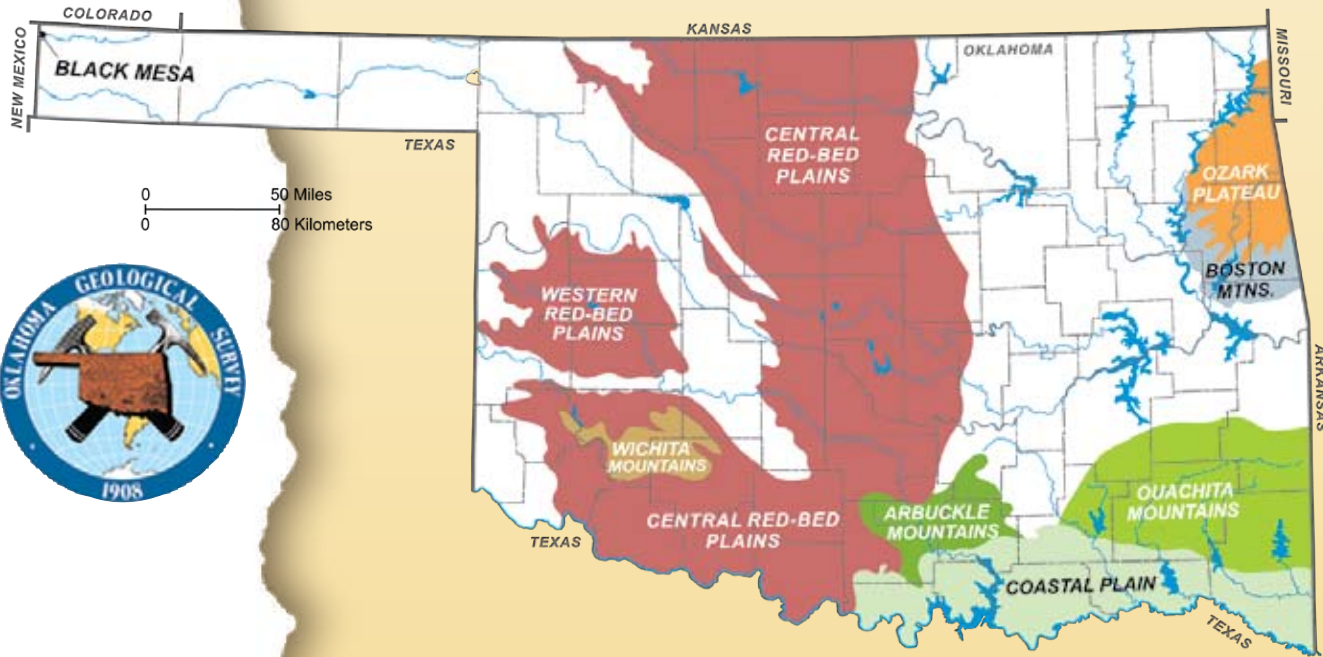 COLORADO
KANSAS
OKLAHOMA
MISSOURI
NEW MEXICO
BLACK MESA
TEXAS
CENTRAL
RED-BED
PLAINS
OZARK
PLATEAU
0 50 Miles
0 80 Kilometers
BOSTON
MTNS.
WESTERN
RED-BED
PLAINS
OKLAHOMA GEOLOGICAL SURVEY
1908
ARKANSAS
WICHITA
MOUNTAINS
OUACHITA
MOUNTAINS
ARBUCKLE
MOUNTAINS
CENTRAL RED-BED
PLAINS
TEXAS
COASTAL PLAIN
TEXAS